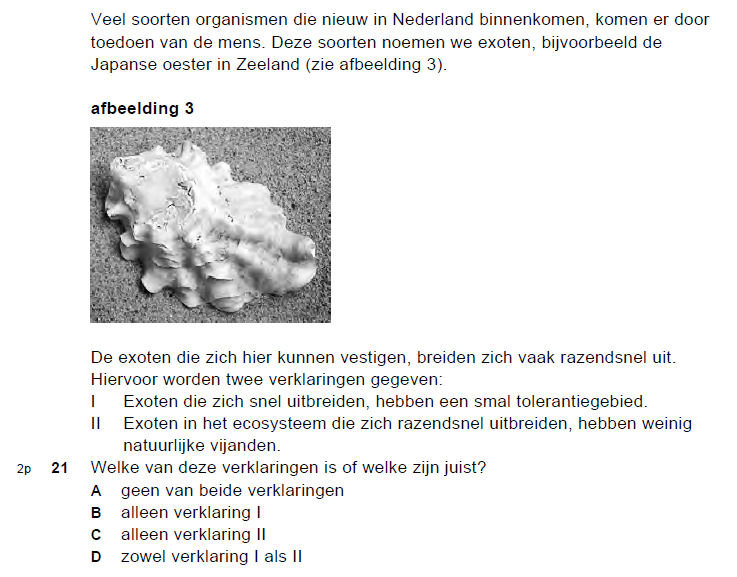 Veel soorten organismen die nieuw in Nederland binnenkomen, komen er door
toedoen van de mens. Deze soorten noemen we exoten, bijvoorbeeld de
Japanse oester in Zeeland (zie afbeelding 3).
afbeelding 3
De exoten die zich hier kunnen vestigen, breiden zich vaak razendsnel uit.
Hiervoor worden twee verklaringen gegeven:
I Exoten die zich snel uitbreiden, hebben een smal tolerantiegebied.
II Exoten in het ecosysteem die zich razendsnel uitbreiden, hebben weinig
natuurlijke vijanden.
2p 21 Welke van deze verklaringen is of welke zijn juist?
A geen van beide verklaringen
B alleen verklaring I
C alleen verklaring II
D zowel verklaring I als II